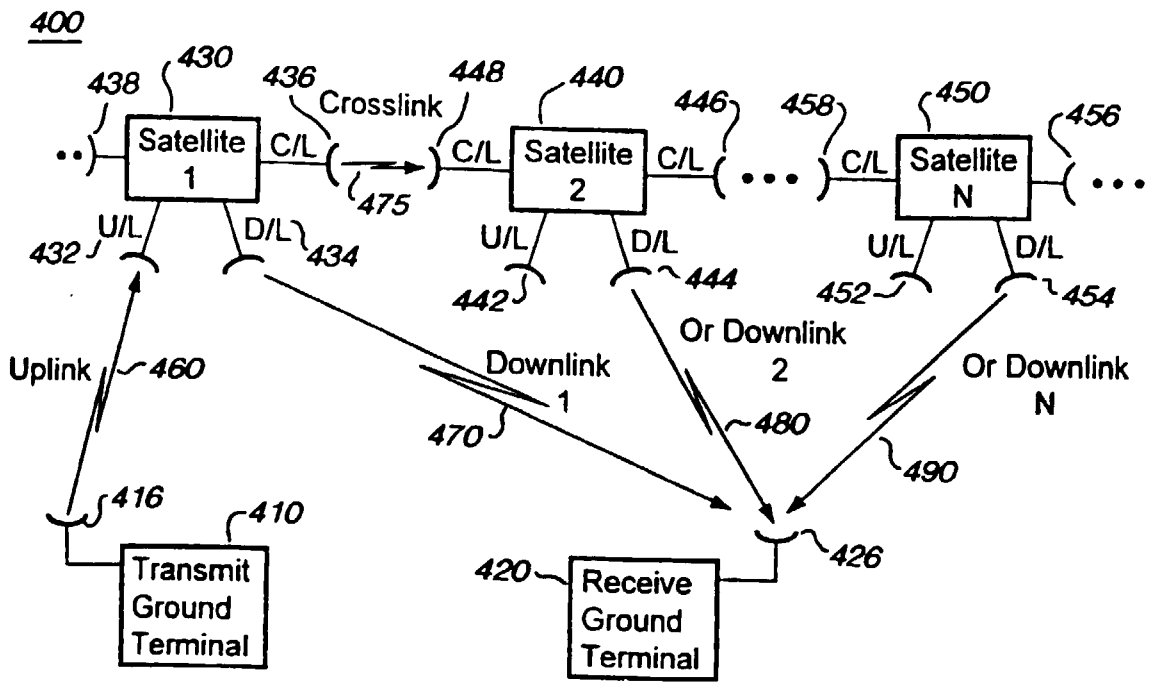 400
430
438
436
448
440
446
458
450
456
Crosslink
Satellite
1
C/L
C/L
Satellite
2
C/L
C/L
Satellite
N
475
U/L
D/L
434
432
U/L
D/L
442
444
U/L
D/L
452
454
Uplink
460
Downlink
1
470
Or Downlink
2
480
Or Downlink
N
490
416
410
Transmit
Ground
Terminal
426
420
Receive
Ground
Terminal